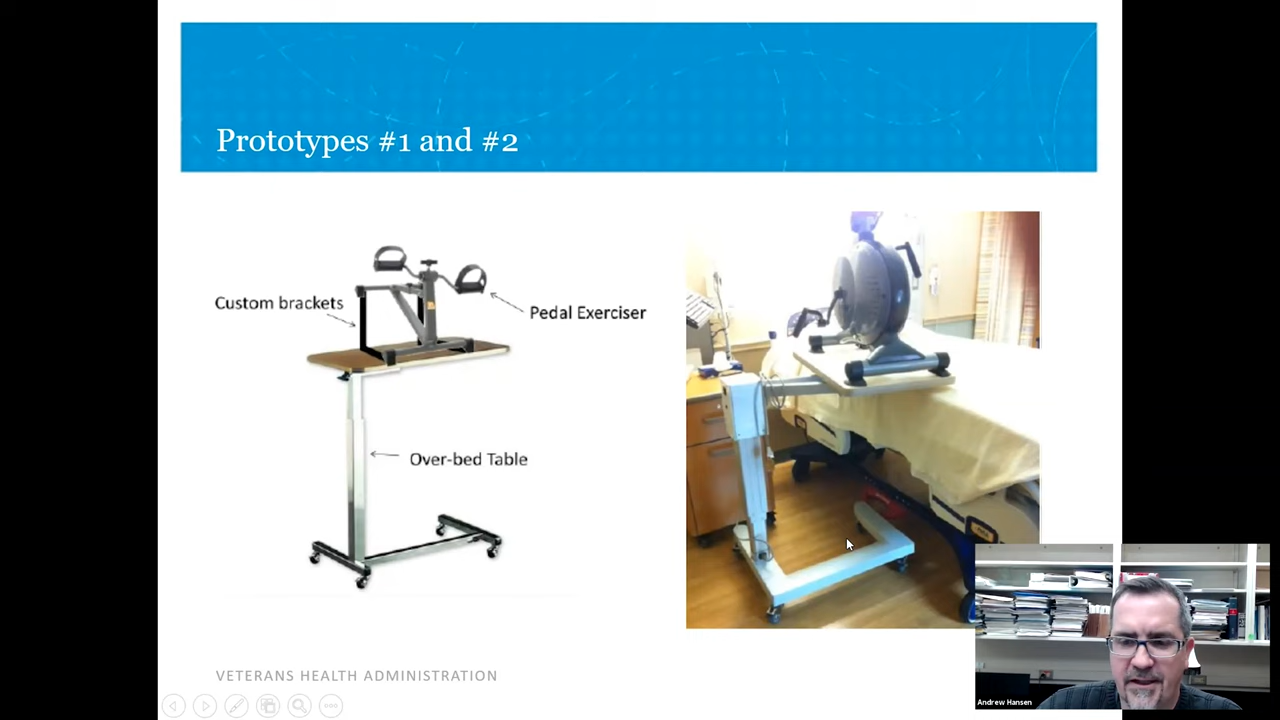 Prototypes #1 and #2
Custom brackets
Pedal Exerciser
Over-bed Table
VETERANS HEALTH ADMINISTRATION
Andrew Hansen